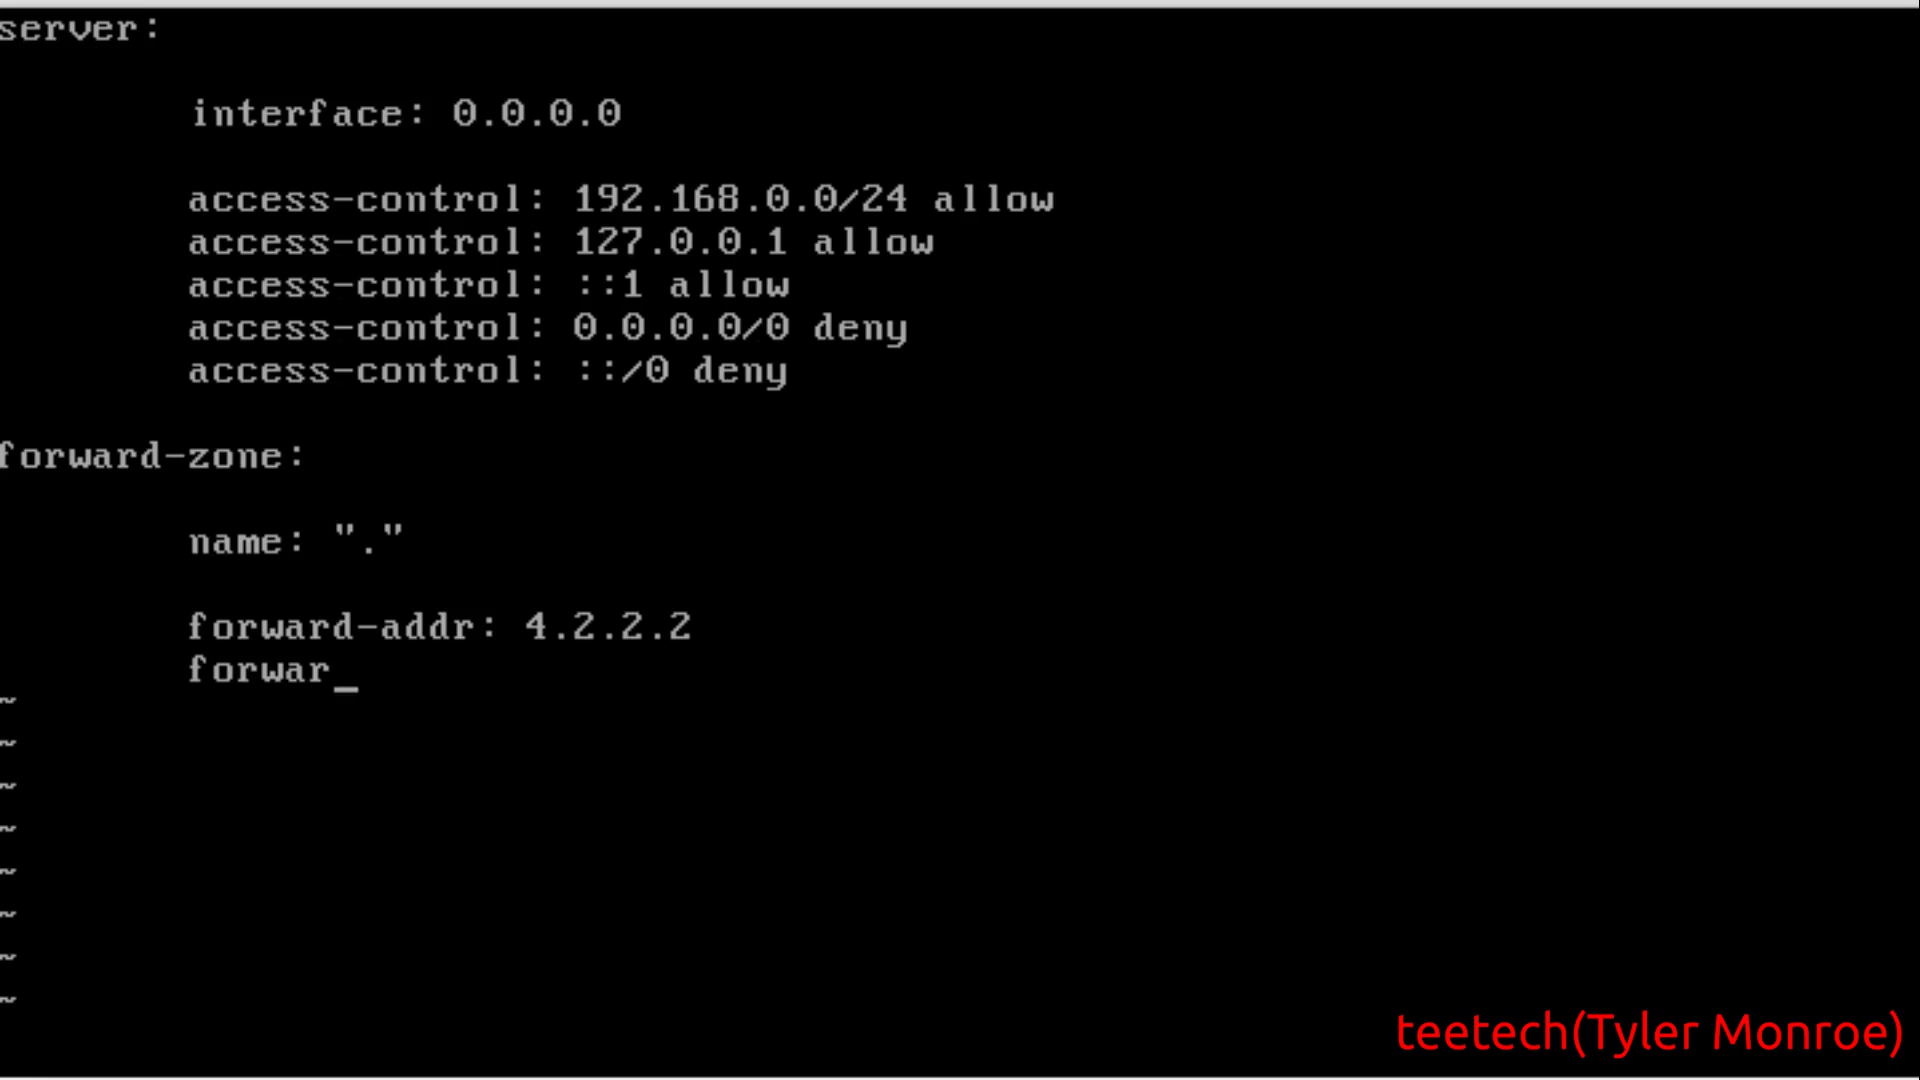 server:
interface: 0.0.0.0
access-control: 192.168.0.0/24 allow
access-control: 127.0.0.1 allow
access-control: ::1 allow
access-control: 0.0.0.0/0 deny
access-control: ::/0 deny
forward-zone:
name: "."
forward-addr: 4.2.2.2
forwar_
~
~
~
~
~
~
~
~
teetech(Tyler Monroe)